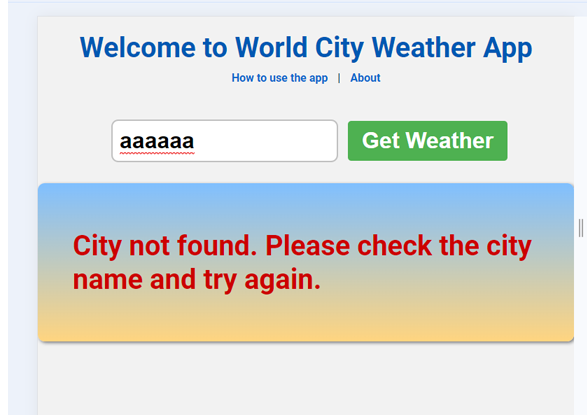 Welcome to World City Weather App
How to use the app | About
aaaaaa
Get Weather
City not found. Please check the city
name and try again.